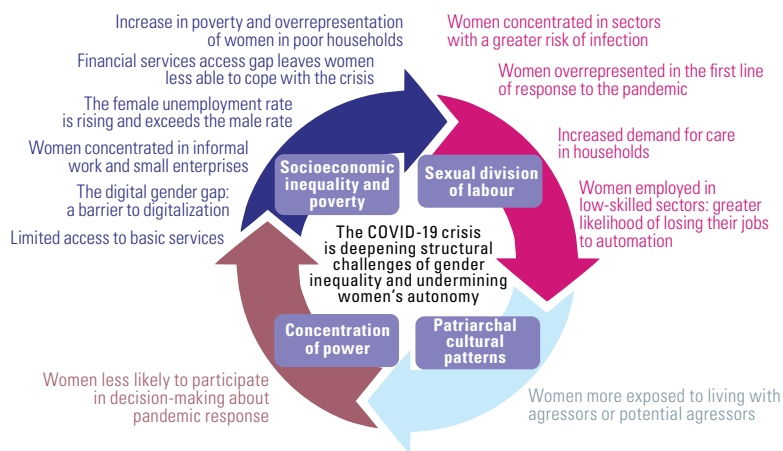 Increase in poverty and overrepresentation
of women in poor households
Financial services access gap leaves women
less able to cope with the crisis
The female unemployment rate
is rising and exceeds the male rate
Women concentrated in informal
work and small enterprises
The digital gender gap:
a barrier to digitalization
Limited access to basic services
Women concentrated in sectors
with a greater risk of infection
Women overrepresented in the first line
of response to the pandemic
Increased demand for care
in households
Women employed in
low-skilled sectors: greater
likelihood of losing their jobs
to automation
Socioeconomic
inequality and
poverty
Sexual division
of labour
The COVID-19 crisis
is deepening structural
challenges of gender
inequality and undermining
women's autonomy
Concentration
of power
Patriarchal
cultural
patterns
Women less likely to participate
in decision-making about
pandemic response
Women more exposed to living with
agressors or potential agressors